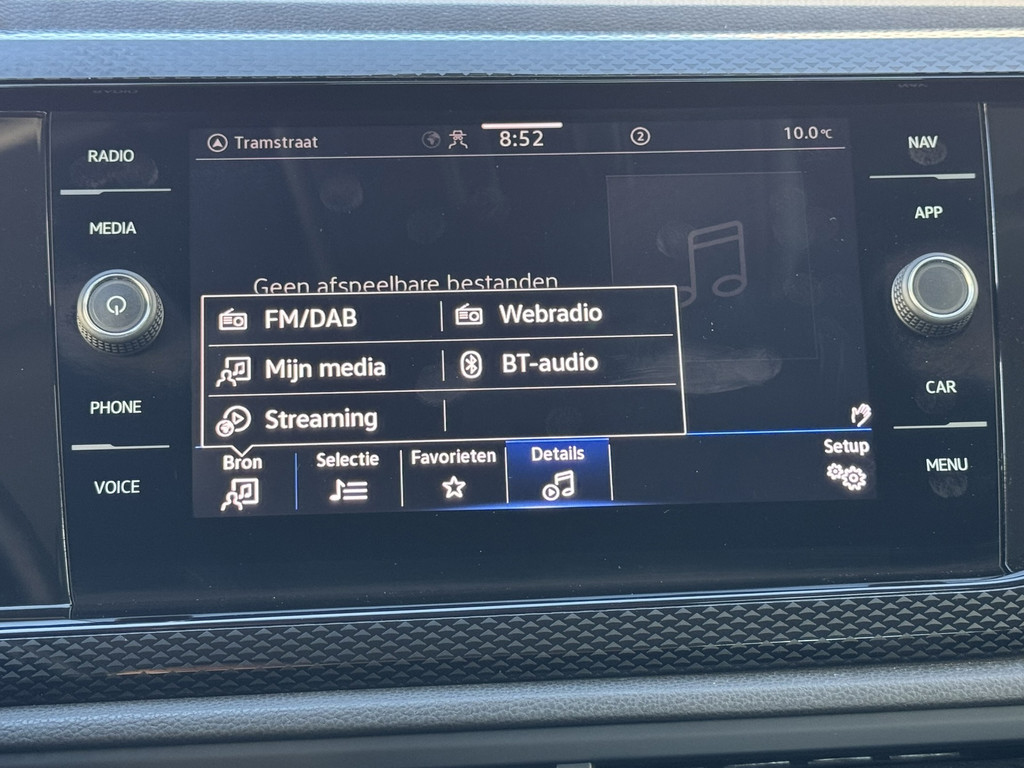 RADIO
MEDIA
PHONE
VOICE
Tramstraat
8:52
2
10.0°C
Geen afspeelbare bestanden
FM/DAB
Webradio
Mijn media
BT-audio
Streaming
Bron
Selectie
Favorieten
Details
Setup
NAV
APP
CAR
MENU